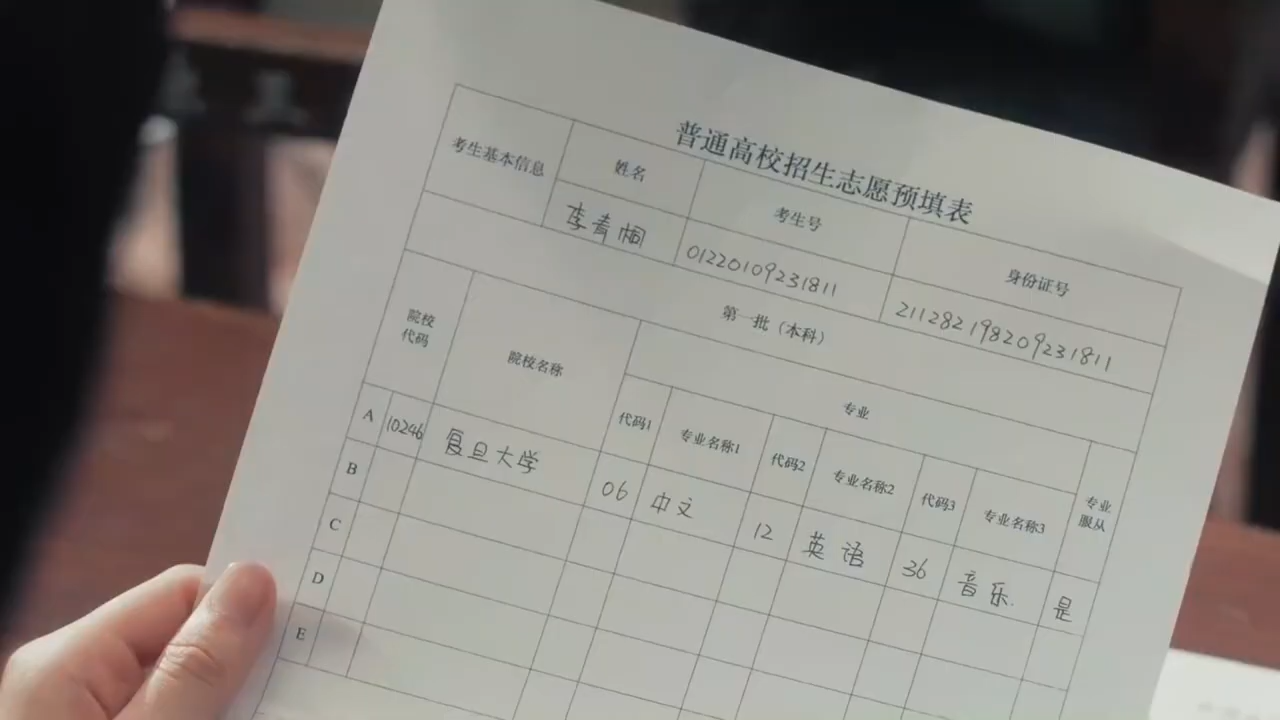 普通高校招生志愿预填表
考生基本信息 姓名 考生号 身份证号
李青桐 01220109231811 211282198209231811
第一批（本科）
院校代码 院校名称 专业
代码1 专业名称1 代码2 专业名称2 代码3 专业名称3 专业服从
A 10246 复旦大学 06 中文 12 英语 36 音乐 是
B
C
D
E